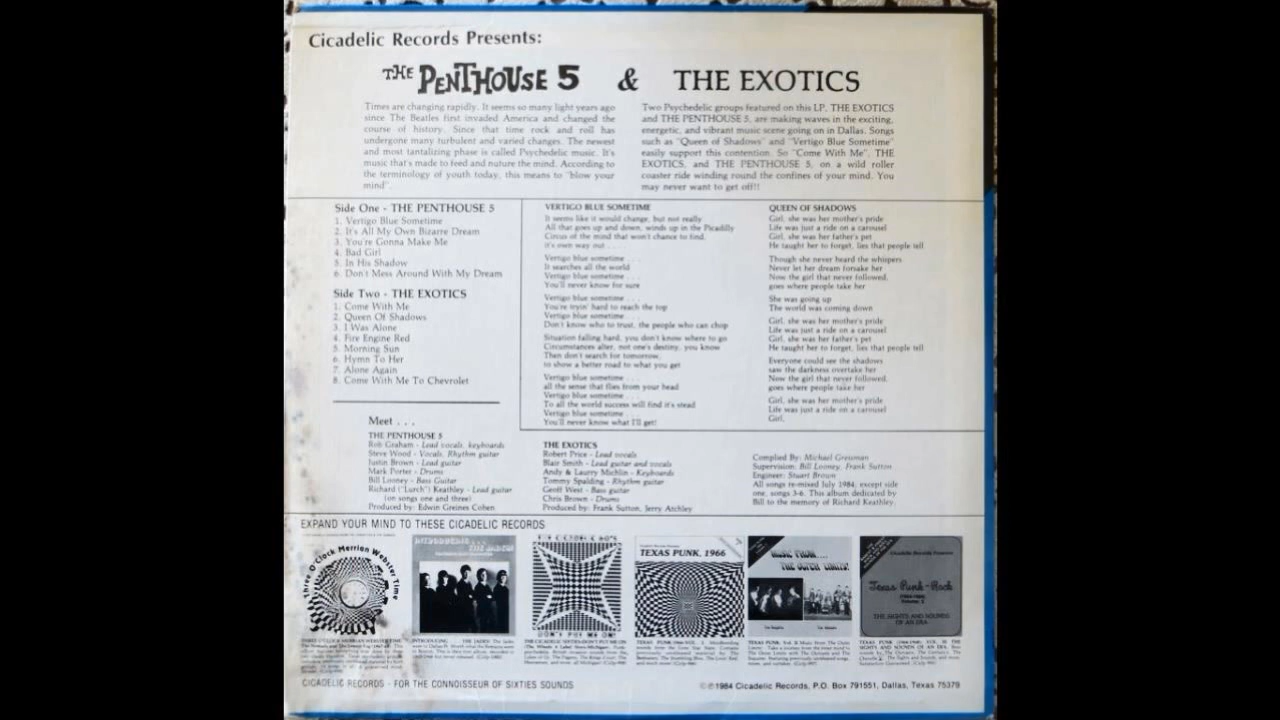 Cicadelic Records Presents:
THE PENTHOUSE 5 & THE EXOTICS
Times are changing rapidly. It seems so many light years ago
since The Beatles first invaded America and changed the
course of history. Since that time rock and roll has
undergone many turbulent and varied changes. The newest
and most tantalizing phase is called Psychedelic music. It's
music that's made to feed and nuture the mind. According to
the terminology of youth today, this means to "blow your
mind".
Two Psychedelic groups featured on this LP, THE EXOTICS
and THE PENTHOUSE 5, are making waves in the exciting,
energetic, and vibrant music scene going on in Dallas. Songs
such as "Queen of Shadows" and "Vertigo Blue Sometime"
easily support this contention. So "Come With Me", THE
EXOTICS, and THE PENTHOUSE 5, on a wild roller
coaster ride winding round the confines of your mind. You
may never want to get off!!
Side One - THE PENTHOUSE 5
1. Vertigo Blue Sometime
2. It's All My Own Bizarre Dream
3. You're Gonna Make Me
4. Bad Girl
5. In His Shadow
6. Don't Mess Around With My Dream
Side Two - THE EXOTICS
1. Come With Me
2. Queen Of Shadows
3. I Was Alone
4. Fire Engine Red
5. Morning Sun
6. Hymn To Her
7. Alone Again
8. Come With Me To Chevrolet
VERTIGO BLUE SOMETIME
It seems like it would change, but not really
All that goes up and down, winds up in the Picadilly
Circus of the mind that won't chance to find,
it's own way out . . . .
Vertigo blue sometime . . .
It searches all the world
Vertigo blue sometime . . .
You'll never know for sure
Vertigo blue sometime . . .
You're tryin' hard to reach the top
Vertigo blue sometime . . .
Don't know who to trust, the people who can chop
Situation falling hard, you don't know where to go
Circumstances alter, not one's destiny, you know
Then don't search for tomorrow,
to show a better road to what you get
Vertigo blue sometime . . .
all the sense that flies from your head
Vertigo blue sometime . . .
To all the world success will find it's stead
Vertigo blue sometime . . .
You'll never know what I'll get!
QUEEN OF SHADOWS
Girl, she was her mother's pride
Life was just a ride on a carousel
Girl, she was her father's pet
He taught her to forget, lies that people tell
Though she never heard the whispers
Never let her dream forsake her
Now the girl that never followed,
goes where people take her
She was going up
The world was coming down
Girl, she was her mother's pride
Life was just a ride on a carousel
Girl, she was her father's pet
He taught her to forget, lies that people tell
Everyone could see the shadows
saw the darkness overtake her
Now the girl that never followed,
goes where people take her
Girl, she was her mother's pride
Life was just a ride on a carousel
Girl,
Meet . . .
THE PENTHOUSE 5
Rob Graham - Lead vocals, keyboards
Steve Wood - Vocals, Rhythm guitar
Justin Brown - Lead guitar
Mark Porter - Drums
Bill Looney - Bass Guitar
Richard ("Lurch") Keathley - Lead guitar
(on songs one and three)
Produced by: Edwin Greines Cohen
THE EXOTICS
Robert Price - Lead vocals
Blair Smith - Lead guitar and vocals
Andy & Laurry Michlin - Keyboards
Tommy Spalding - Rhythm guitar
Geoff West - Bass guitar
Chris Brown - Drums
Produced by: Frank Sutton, Jerry Atchley
Complied By: Michael Greisman
Supervision: Bill Looney, Frank Sutton
Engineer: Stuart Brown
All songs re-mixed July 1984, except side
one, songs 3-6. This album dedicated by
Bill to the memory of Richard Keathley.
EXPAND YOUR MIND TO THESE CICADELIC RECORDS
Three O'Clock Merrian Webster Time
THE JADES
THE CICADELIC 60'S
DON'T PUT ME ON!
TEXAS PUNK, 1966
MUSIC FROM....
THE OUTER LIMITS!
Cicadelic Records Presents
Texas Punk-Rock
THE SIGHTS AND SOUNDS
OF AN ERA
CICADELIC RECORDS - FOR THE CONNOISSEUR OF SIXTIES SOUNDS
©℗1984 Cicadelic Records, P.O. Box 791551, Dallas, Texas 75379